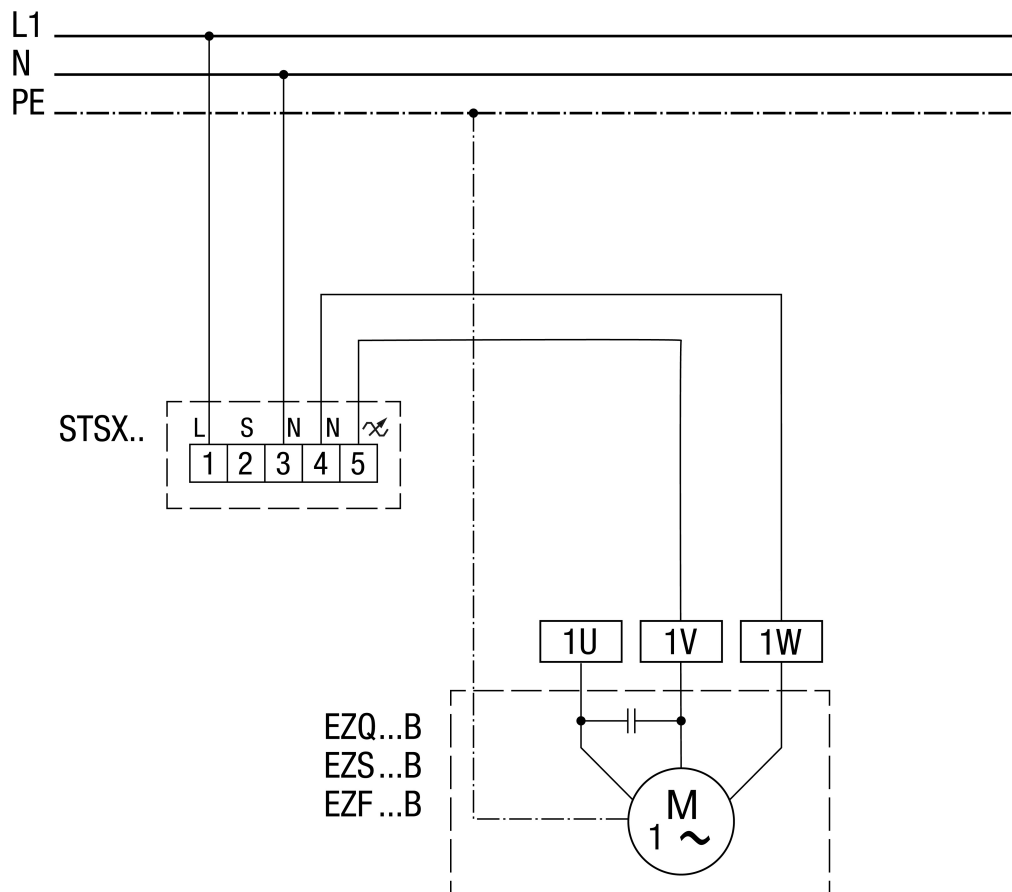 L1
N
PE
STSX..
L S N N
1 2 3 4 5
1U 1V 1W
EZQ...B
EZS...B
EZF...B
M
1 ~